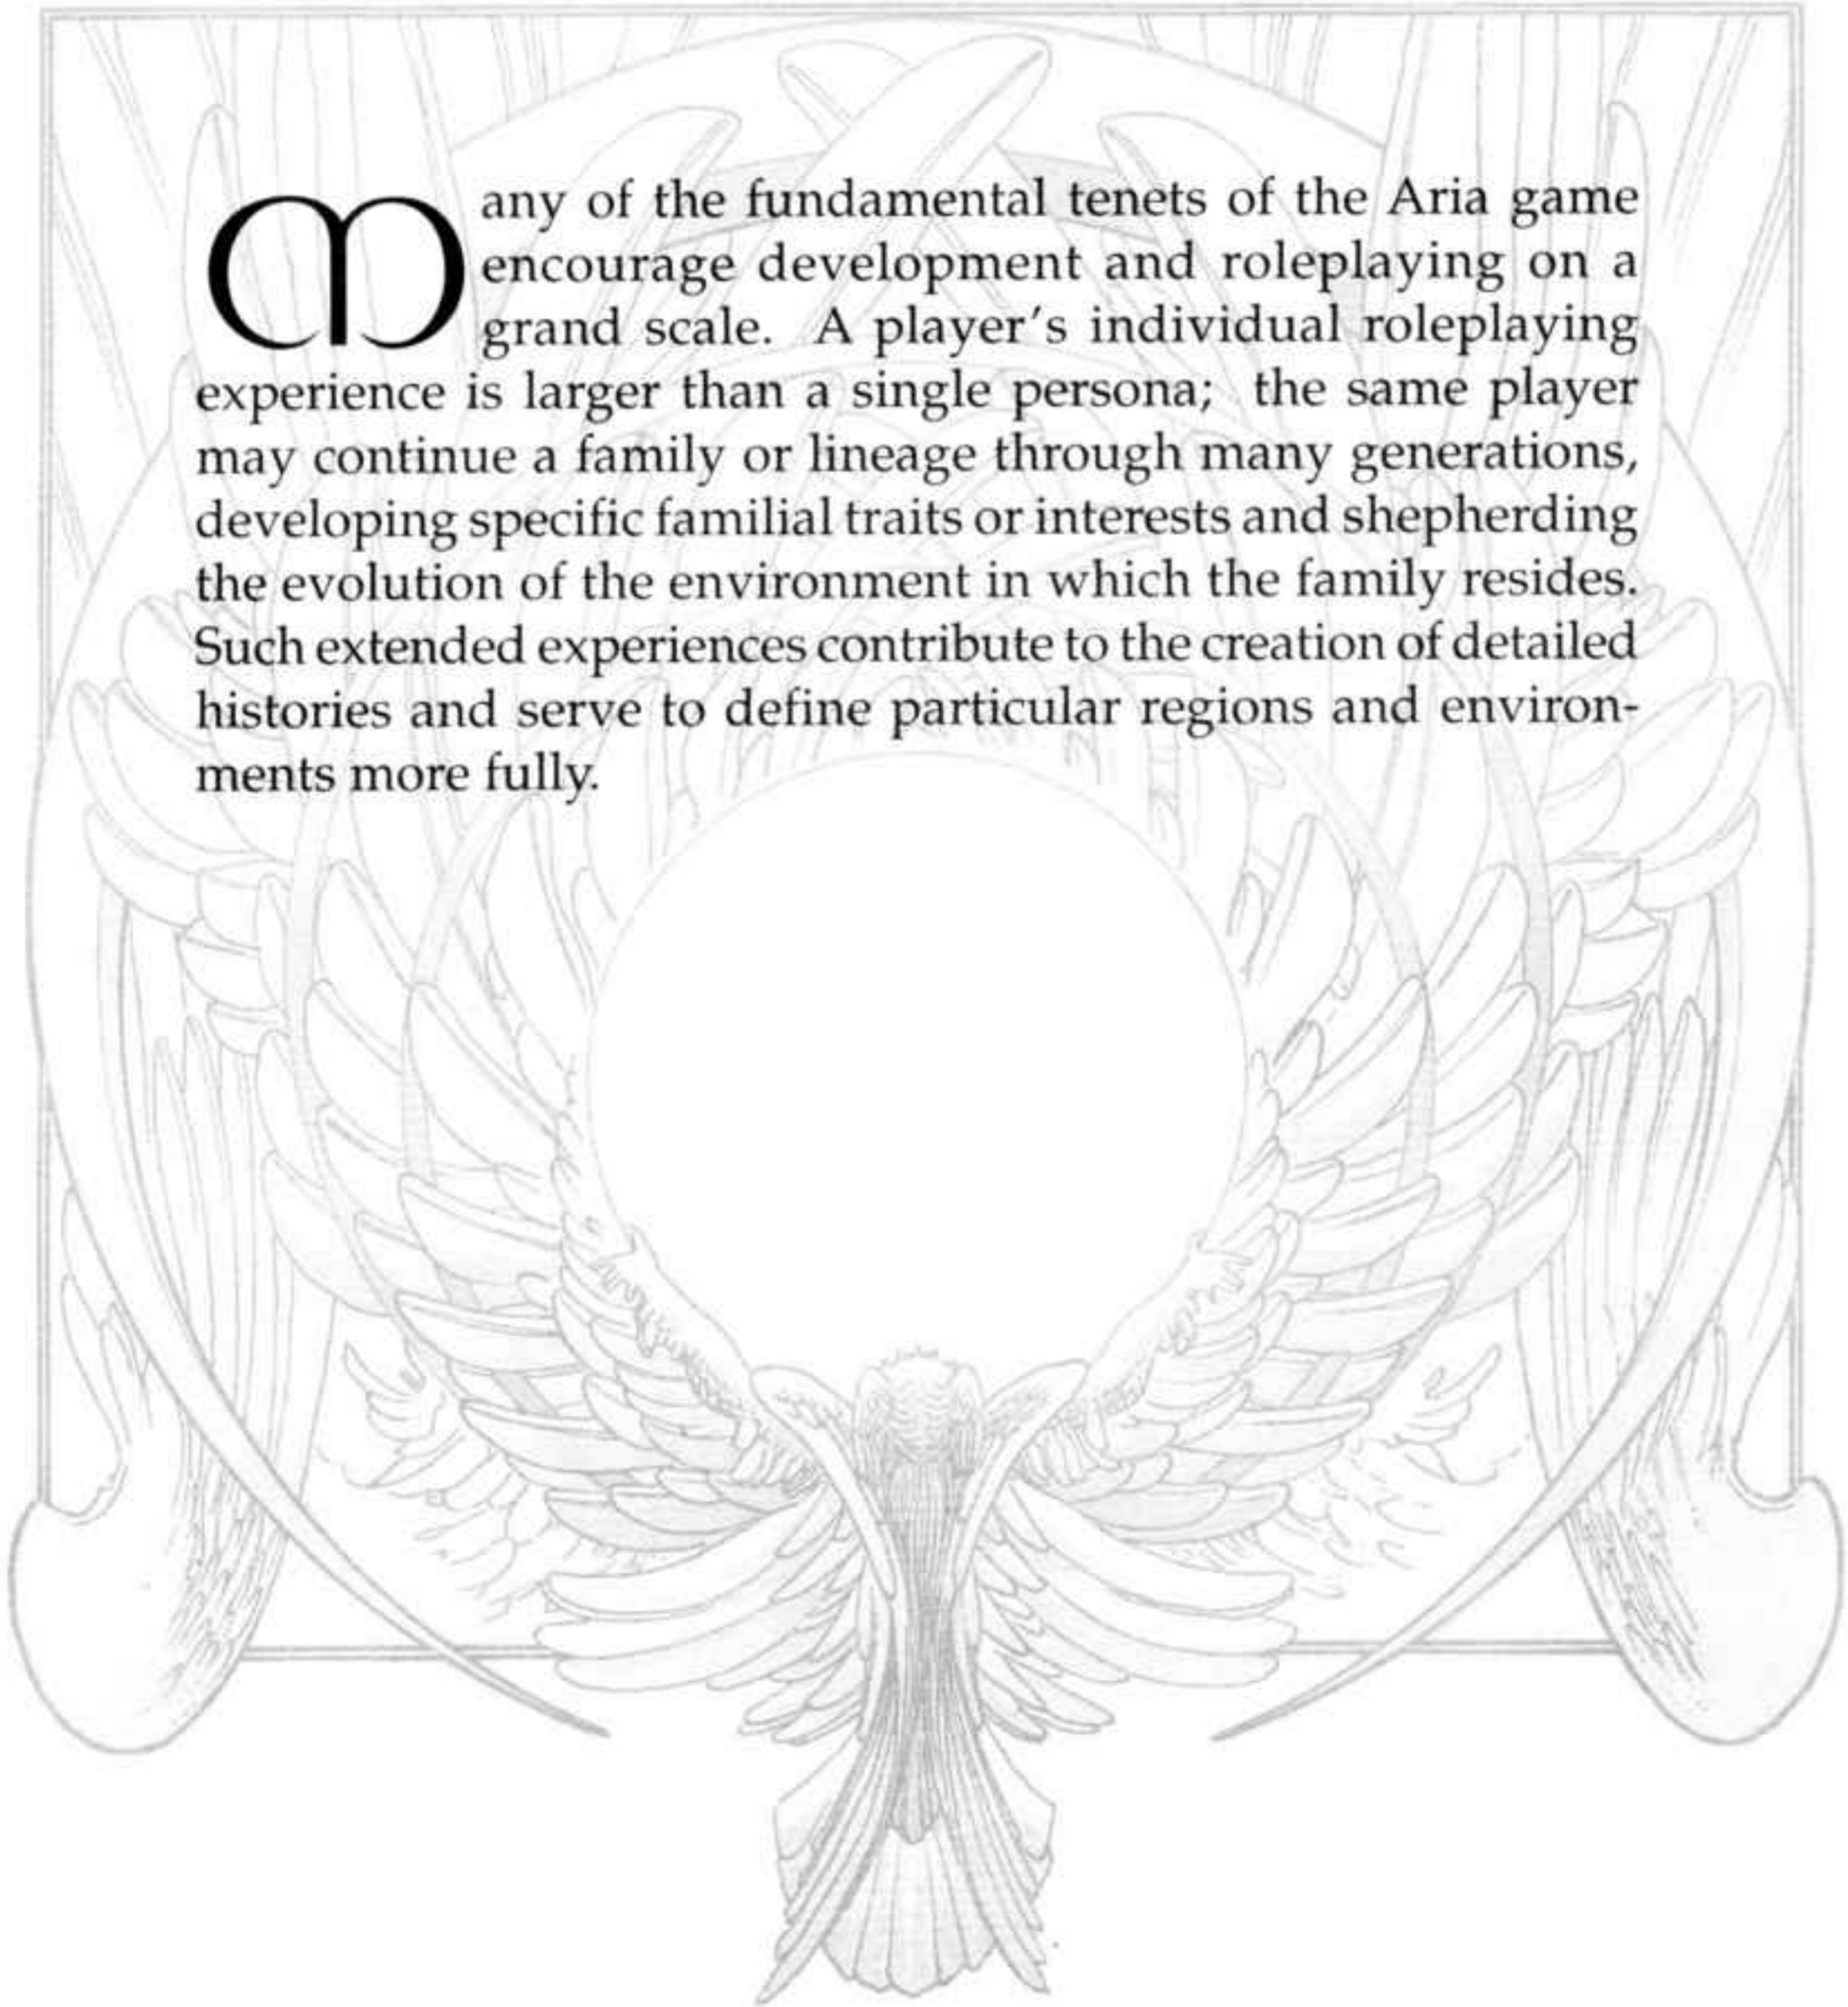 Many of the fundamental tenets of the Aria game
encourage development and roleplaying on a
grand scale. A player's individual roleplaying
experience is larger than a single persona; the same player
may continue a family or lineage through many generations,
developing specific familial traits or interests and shepherding
the evolution of the environment in which the family resides.
Such extended experiences contribute to the creation of detailed
histories and serve to define particular regions and environ-
ments more fully.